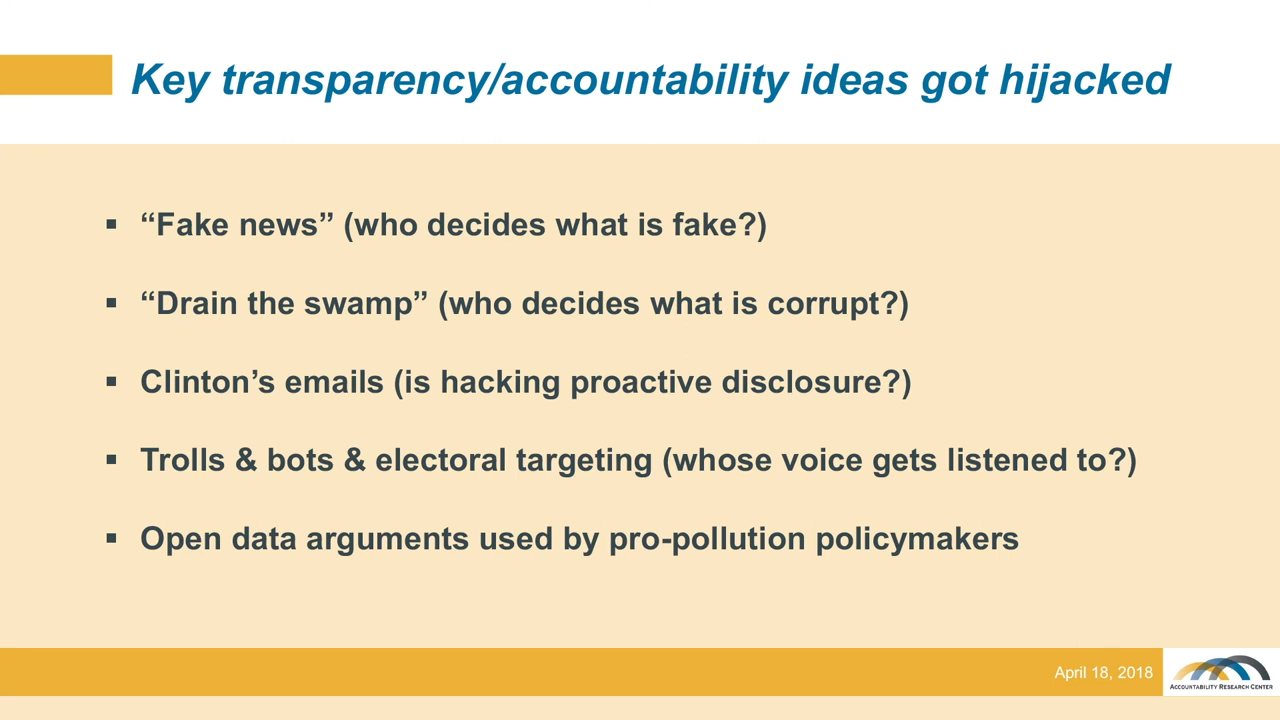 Key transparency/accountability ideas got hijacked
▪ “Fake news” (who decides what is fake?)
▪ “Drain the swamp” (who decides what is corrupt?)
▪ Clinton’s emails (is hacking proactive disclosure?)
▪ Trolls & bots & electoral targeting (whose voice gets listened to?)
▪ Open data arguments used by pro-pollution policymakers
April 18, 2018
ACCOUNTABILITY RESEARCH CENTER